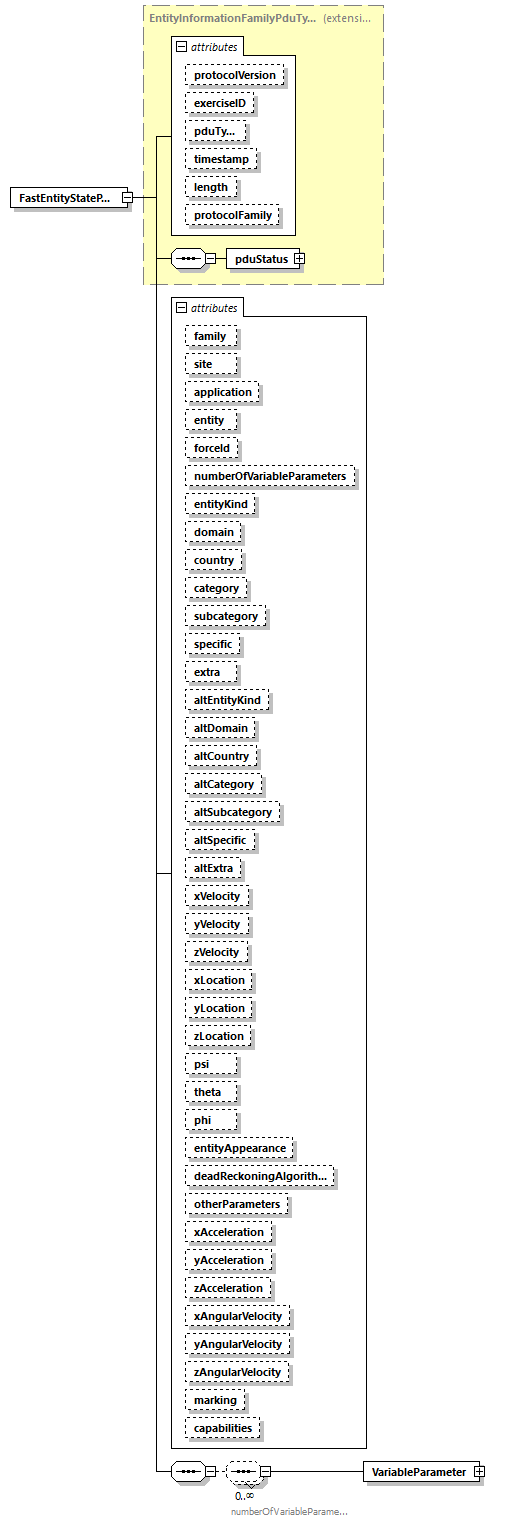 EntityInformationFamilyPduTy... (extensi...
attributes
protocolVersion
exerciseID
pduTy...
timestamp
length
protocolFamily
FastEntityStateP...
pduStatus
attributes
family
site
application
entity
forceId
numberOfVariableParameters
entityKind
domain
country
category
subcategory
specific
extra
altEntityKind
altDomain
altCountry
altCategory
altSubcategory
altSpecific
altExtra
xVelocity
yVelocity
zVelocity
xLocation
yLocation
zLocation
psi
theta
phi
entityAppearance
deadReckoningAlgorith...
otherParameters
xAcceleration
yAcceleration
zAcceleration
xAngularVelocity
yAngularVelocity
zAngularVelocity
marking
capabilities
VariableParameter
0..∞
numberOfVariableParame...